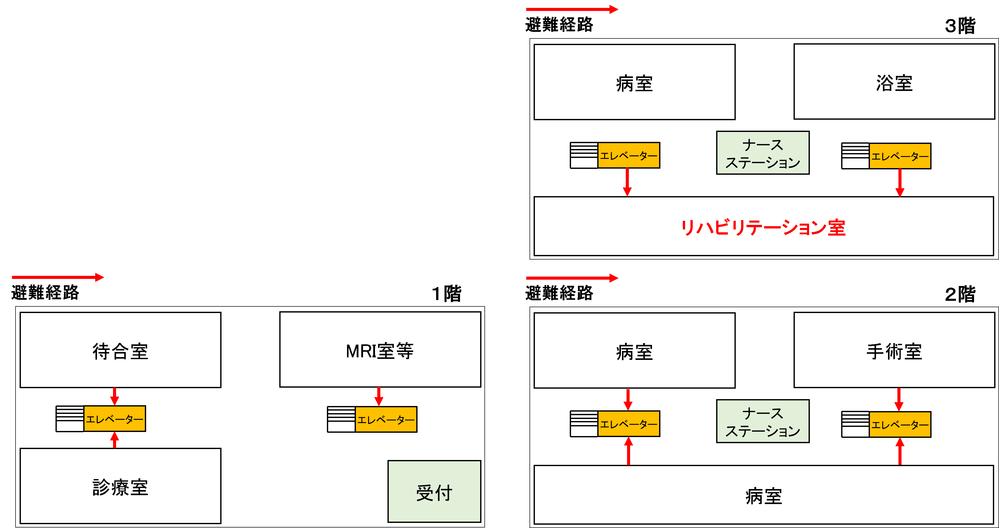 避難経路
3階
病室
浴室
エレベーター
ナース
ステーション
エレベーター
リハビリテーション室
避難経路
1階
待合室
MRI室等
エレベーター
エレベーター
診療室
受付
避難経路
2階
病室
手術室
エレベーター
ナース
ステーション
エレベーター
病室